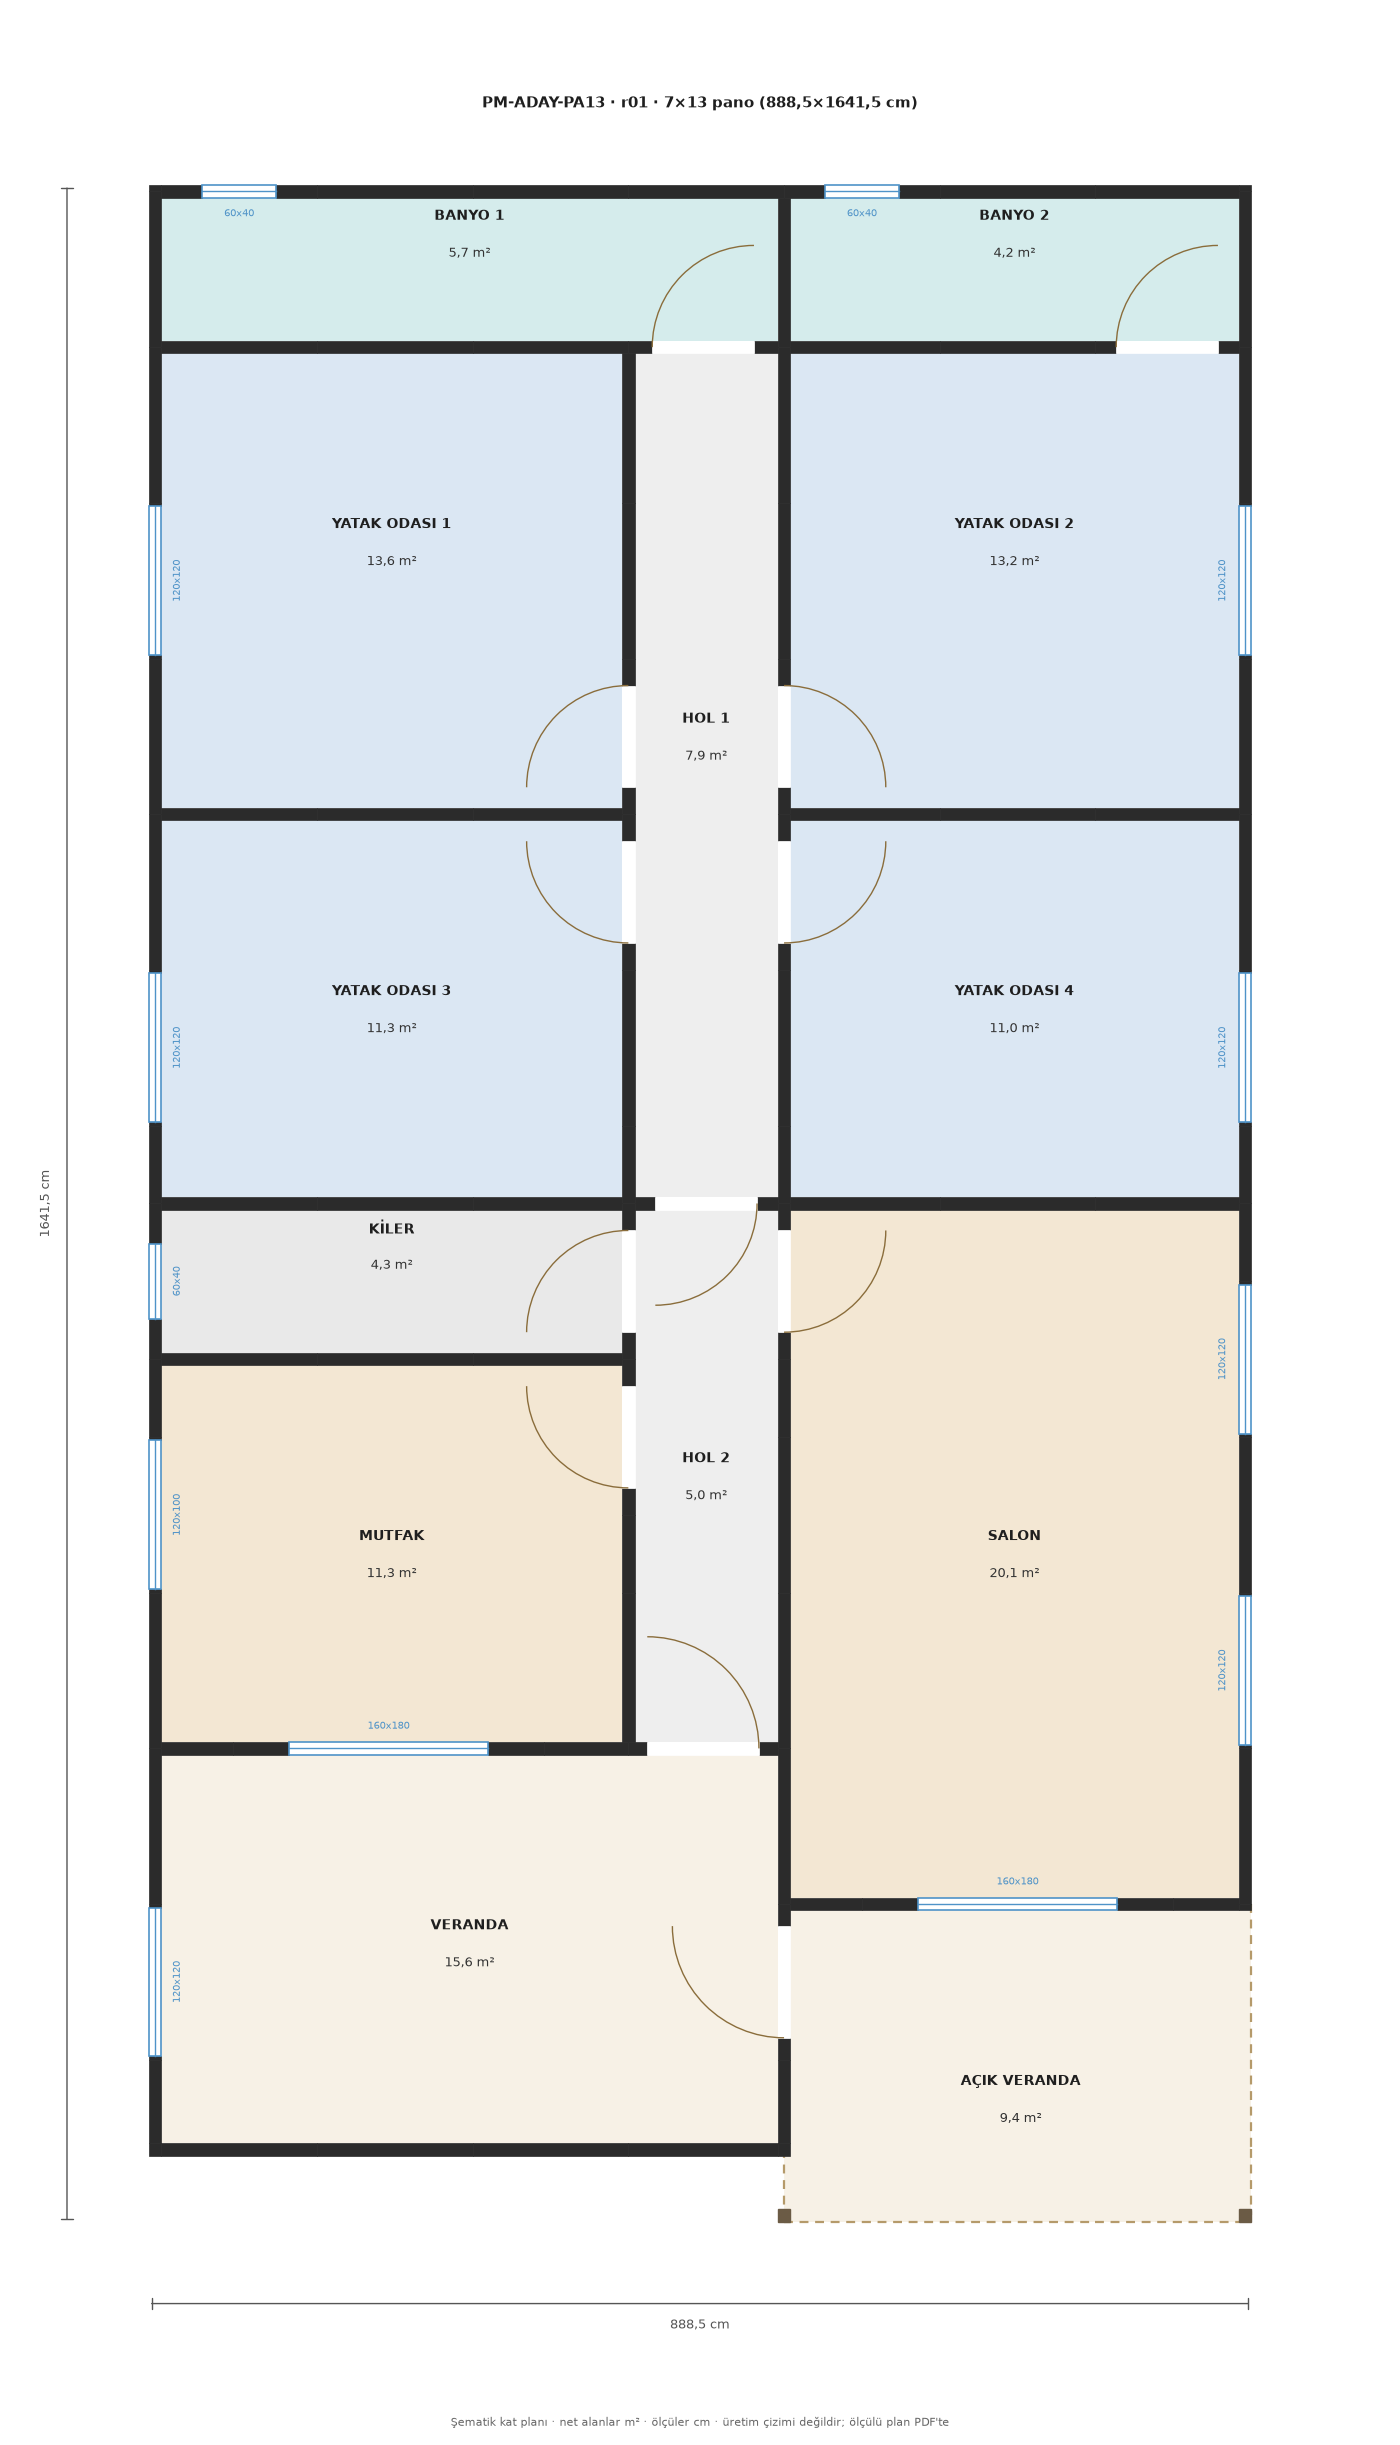 PM-ADAY-PA13 · r01 · 7×13 pano (888,5×1641,5 cm)
60x40
BANYO 1
5,7 m²
60x40
BANYO 2
4,2 m²
YATAK ODASI 1
13,6 m²
120x120
YATAK ODASI 2
13,2 m²
120x120
HOL 1
7,9 m²
YATAK ODASI 3
11,3 m²
120x120
YATAK ODASI 4
11,0 m²
120x120
1641,5 cm
KİLER
4,3 m²
60x40
120x120
HOL 2
5,0 m²
120x100
MUTFAK
11,3 m²
SALON
20,1 m²
120x120
160x180
160x180
VERANDA
15,6 m²
120x120
AÇIK VERANDA
9,4 m²
888,5 cm
Şematik kat planı · net alanlar m² · ölçüler cm · üretim çizimi değildir; ölçülü plan PDF'te